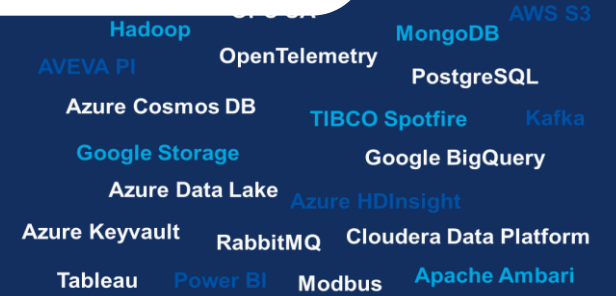 AWS S3
Hadoop
MongoDB
OpenTelemetry
AVEVA PI
PostgreSQL
Azure Cosmos DB
TIBCO Spotfire
Kafka
Google Storage
Google BigQuery
Azure Data Lake
Azure HDInsight
Azure Keyvault
RabbitMQ
Cloudera Data Platform
Tableau
Power BI
Modbus
Apache Ambari